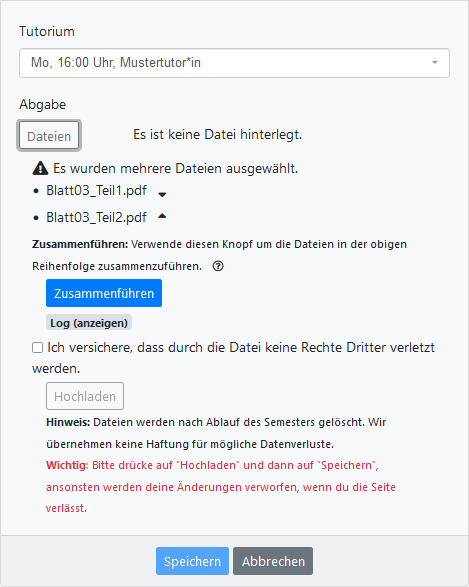 Tutorium
Mo, 16:00 Uhr, Mustertutor*in
Abgabe
Dateien Es ist keine Datei hinterlegt.
Es wurden mehrere Dateien ausgewählt.
• Blatt03_Teil1.pdf
• Blatt03_Teil2.pdf
Zusammenführen: Verwende diesen Knopf um die Dateien in der obigen
Reihenfolge zusammenzuführen.
Zusammenführen
Log (anzeigen)
Ich versichere, dass durch die Datei keine Rechte Dritter verletzt
werden.
Hochladen
Hinweis: Dateien werden nach Ablauf des Semesters gelöscht. Wir
übernehmen keine Haftung für mögliche Datenverluste.
Wichtig: Bitte drücke auf "Hochladen" und dann auf "Speichern",
ansonsten werden deine Änderungen verworfen, wenn du die Seite
verlässt.
Speichern Abbrechen